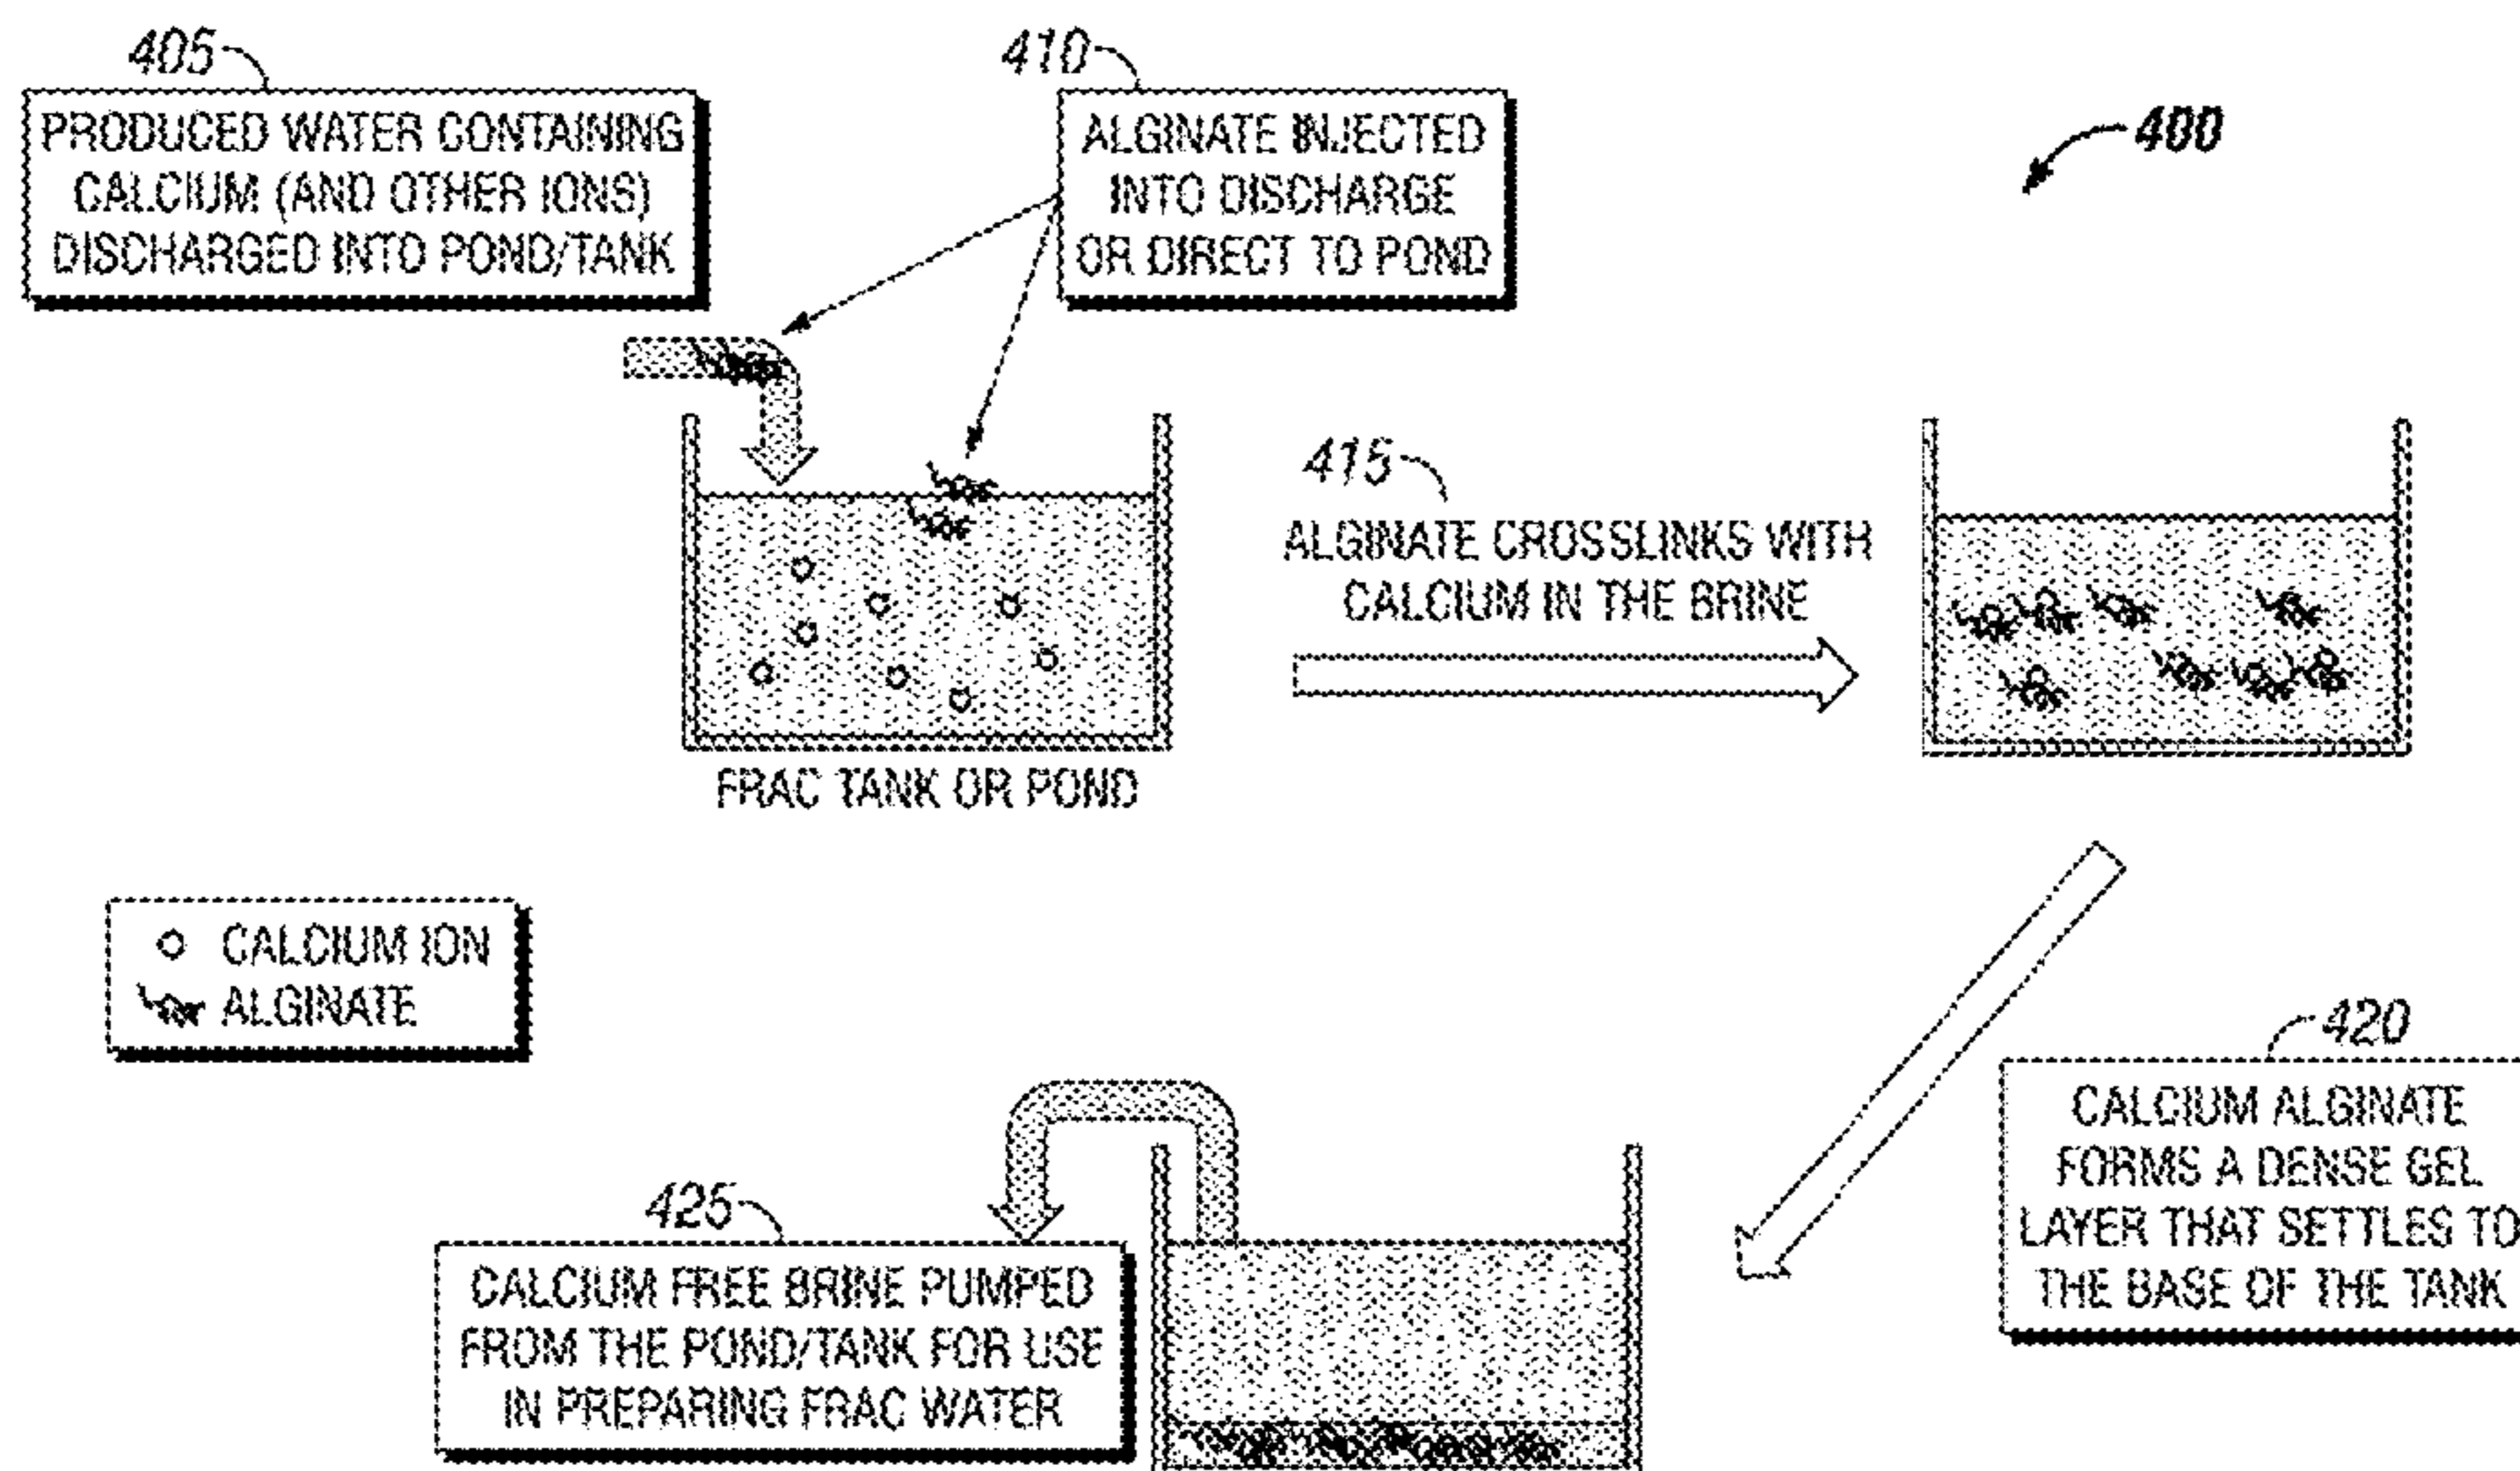 405
PRODUCED WATER CONTAINING
CALCIUM (AND OTHER IONS)
DISCHARGED INTO POND/TANK
410
ALGINATE INJECTED
INTO DISCHARGE
OR DIRECT TO POND
400
FRAC TANK OR POND
415
ALGINATE CROSSLINKS WITH
CALCIUM IN THE BRINE
CALCIUM ION
ALGINATE
420
CALCIUM ALGINATE
FORMS A DENSE GEL
LAYER THAT SETTLES TO
THE BASE OF THE TANK
425
CALCIUM FREE BRINE PUMPED
FROM THE POND/TANK FOR USE
IN PREPARING FRAC WATER